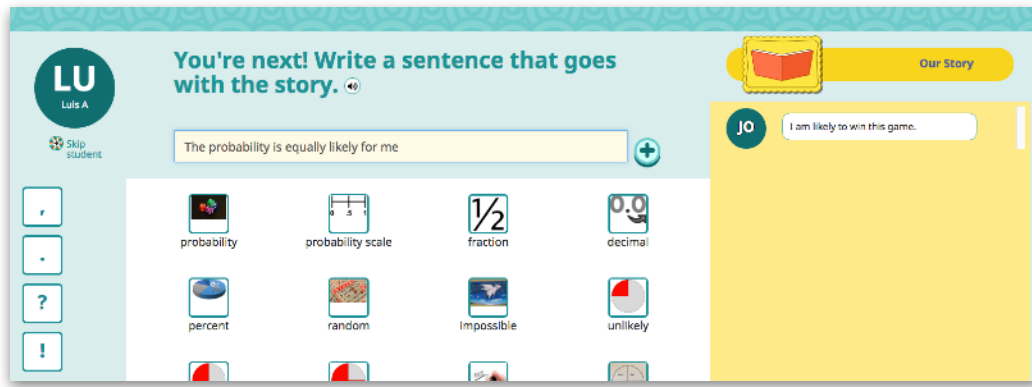 LU
Luis A
Skip
student
You're next! Write a sentence that goes
with the story.
The probability is equally likely for me
,
.
?
!
probability
0 .5 1
probability scale
1/2
fraction
0.0
decimal
percent
random
impossible
unlikely
Our Story
JO
I am likely to win this game.